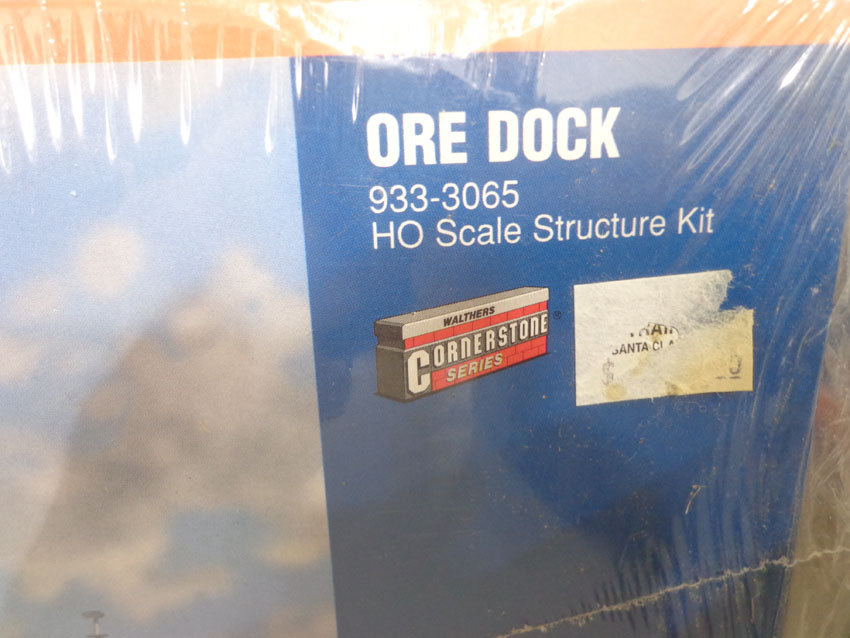 ORE DOCK
933-3065
HO Scale Structure Kit
WALTHERS
CORNERSTONE®
SERIES
SANTA CLA
$